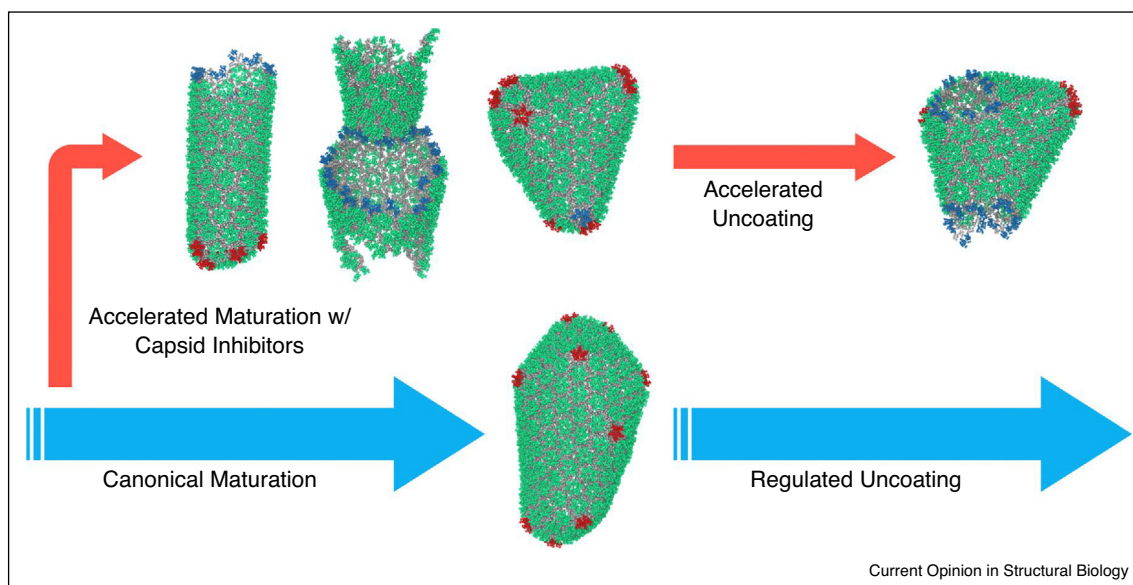 Accelerated
Uncoating
Accelerated Maturation w/
Capsid Inhibitors
Canonical Maturation
Regulated Uncoating
Current Opinion in Structural Biology